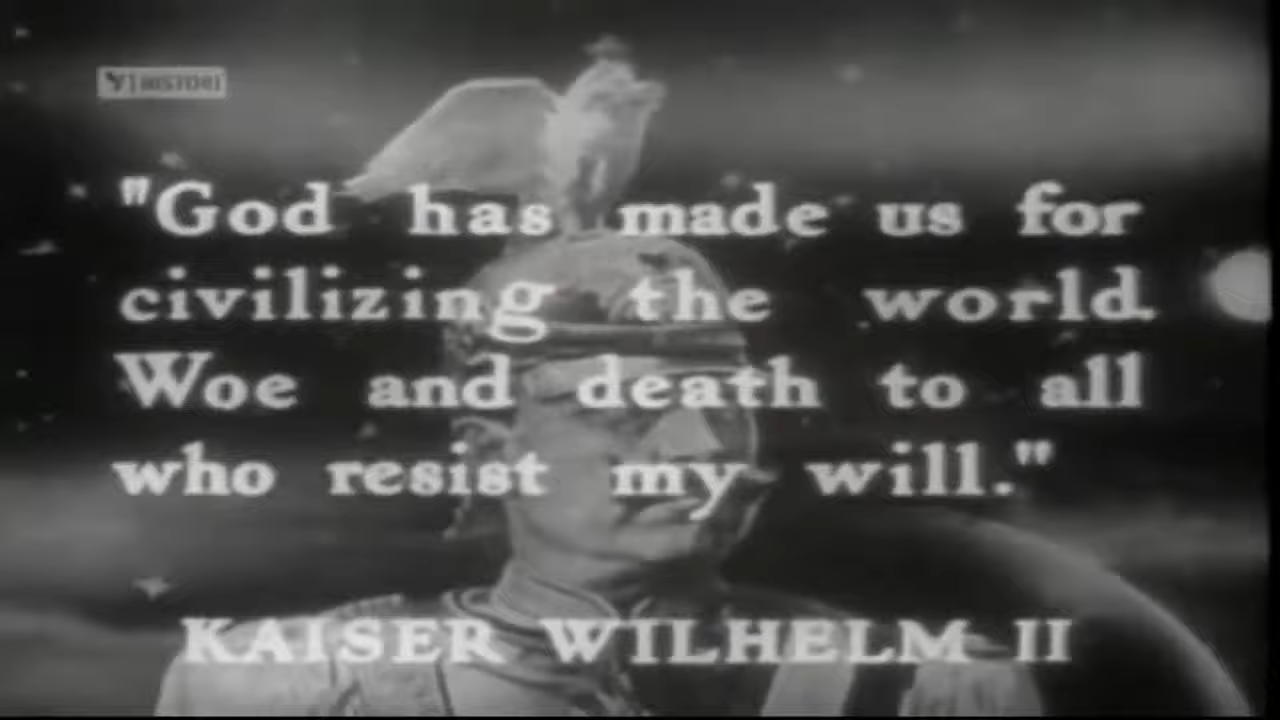 HISTORI
"God has made us for
civilizing the world.
Woe and death to all
who resist my will."
KAISER WILHELM II